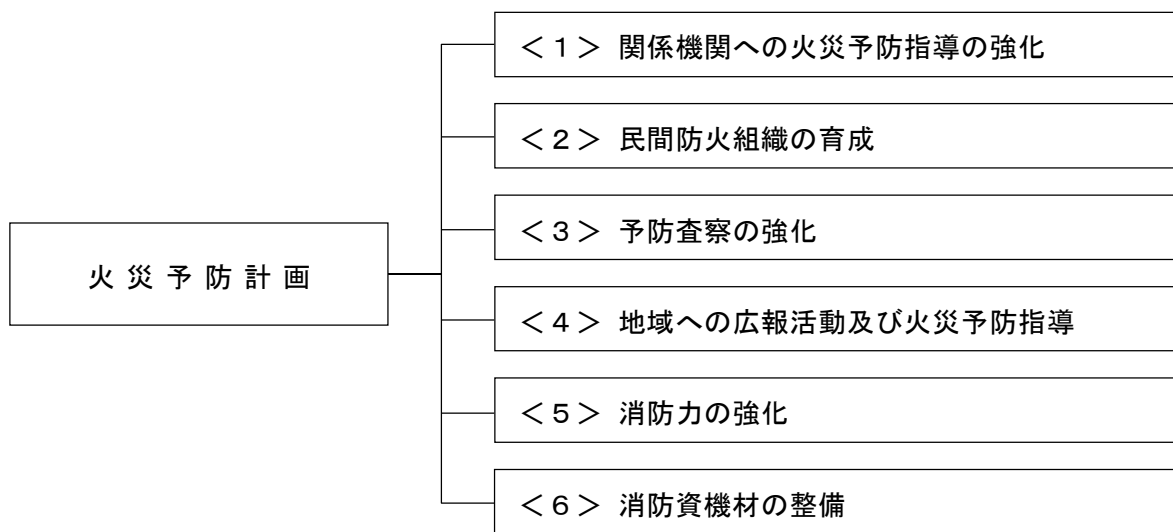 火災予防計画
＜１＞ 関係機関への火災予防指導の強化
＜２＞ 民間防火組織の育成
＜３＞ 予防査察の強化
＜４＞ 地域への広報活動及び火災予防指導
＜５＞ 消防力の強化
＜６＞ 消防資機材の整備